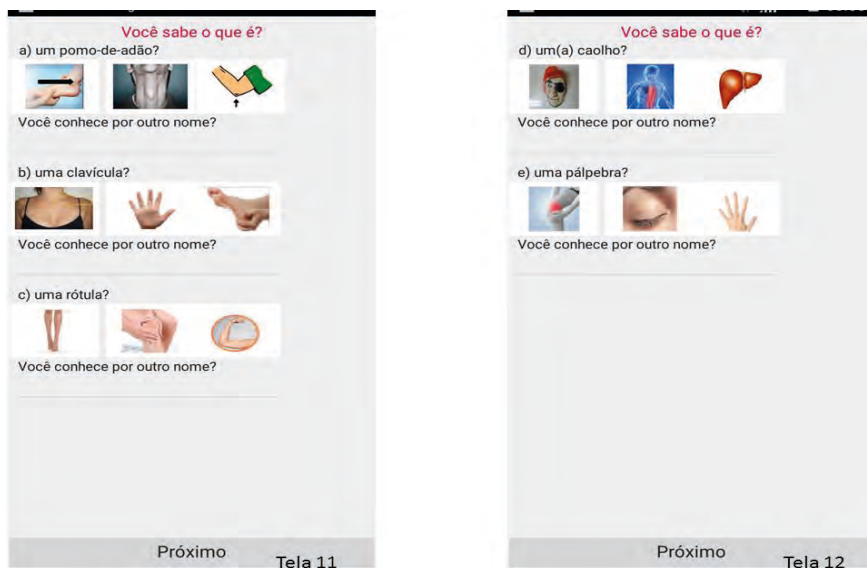 Você sabe o que é?
a) um pomo-de-adão?
Você conhece por outro nome?
b) uma clavícula?
Você conhece por outro nome?
c) uma rótula?
Você conhece por outro nome?
Próximo
Tela 11
Você sabe o que é?
d) um(a) caolho?
Você conhece por outro nome?
e) uma pálpebra?
Você conhece por outro nome?
Próximo
Tela 12